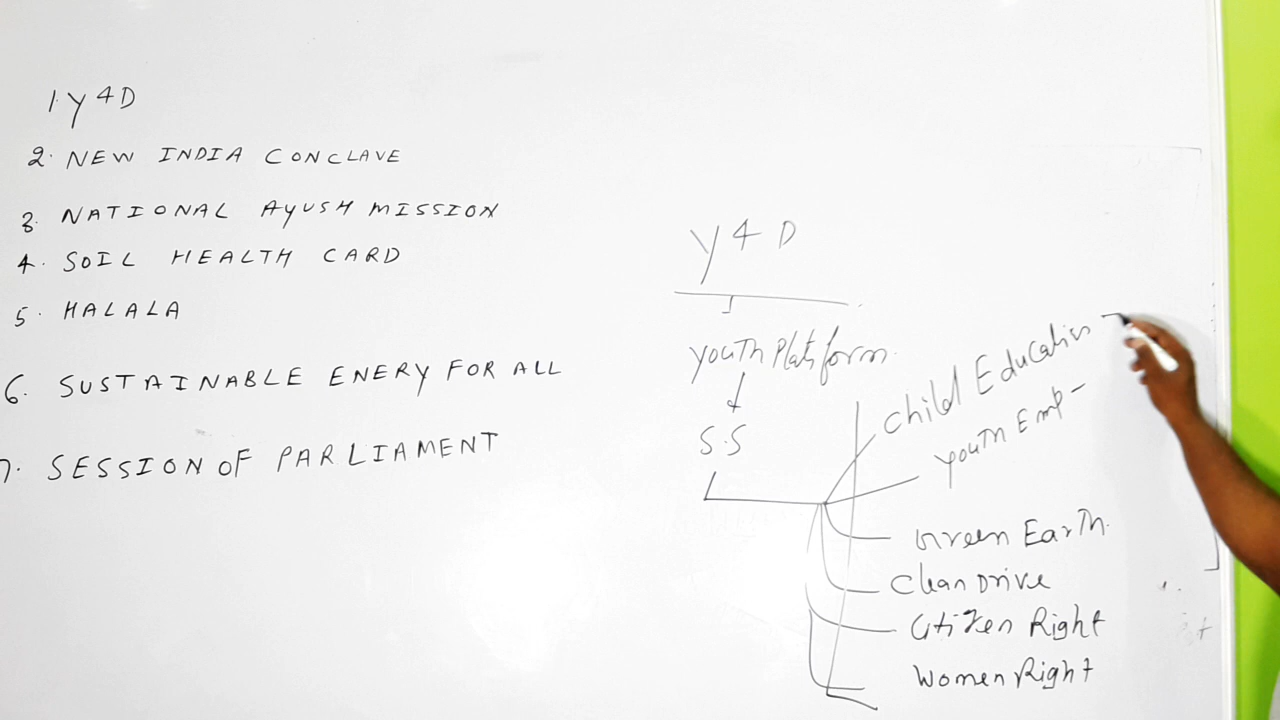 1. Y4D
2. NEW INDIA CONCLAVE
3. NATIONAL AYUSH MISSION
4. SOIL HEALTH CARD
5. HALALA
6. SUSTAINABLE ENERY FOR ALL
7. SESSION OF PARLIAMENT
Y4D
youth Platform
S.S
Child Education
youth Emp -
Green Earth.
Clean Drive
Citizen Right
Women Right